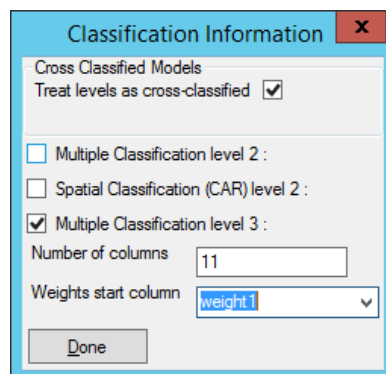 Classification Information x
Cross Classified Models
Treat levels as cross-classified
Multiple Classification level 2 :
Spatial Classification (CAR) level 2 :
Multiple Classification level 3 :
Number of columns 11
Weights start column weight1
Done